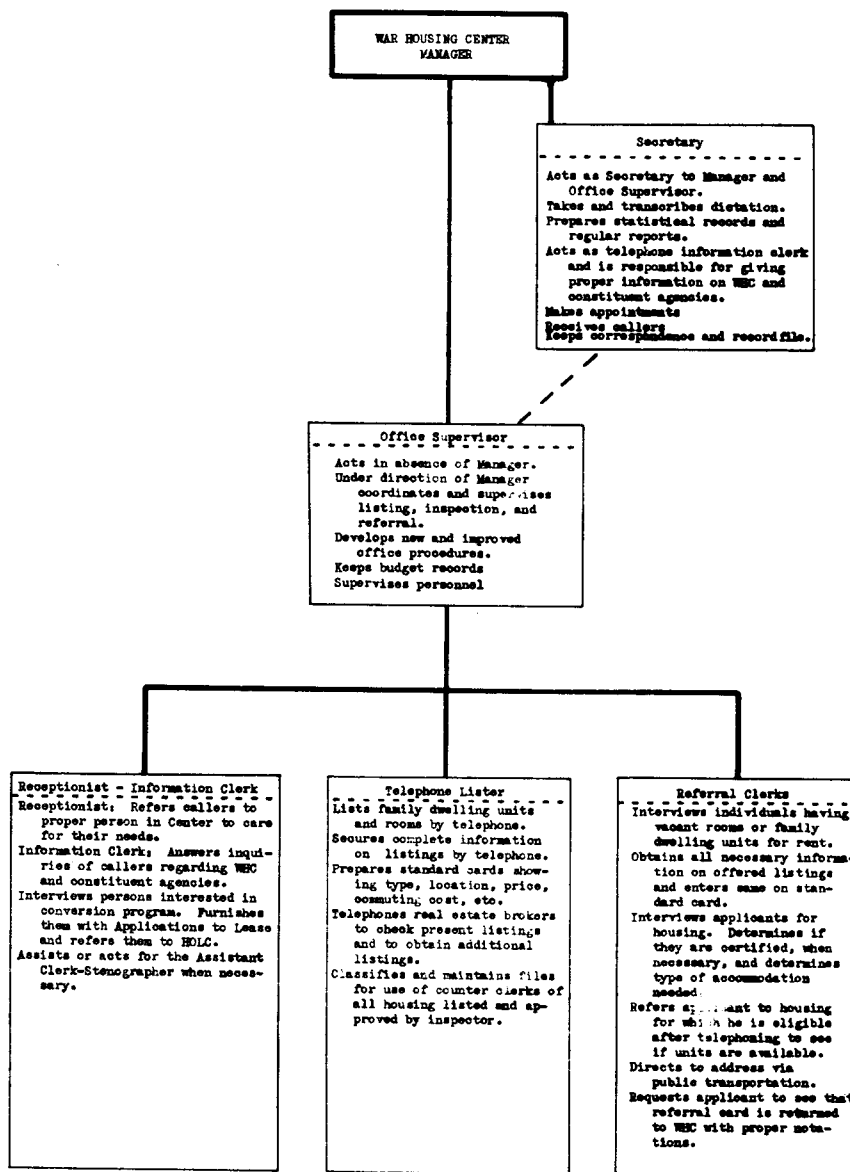 WAR HOUSING CENTER
MANAGER
Secretary
Acts as Secretary to Manager and
Office Supervisor.
Takes and transcribes dictation.
Prepares statistical records and
regular reports.
Acts as telephone information clerk
and is responsible for giving
proper information on WHC and
constituent agencies.
Makes appointments
Receives callers
Keeps correspondence and record file.
Office Supervisor
Acts in absence of Manager.
Under direction of Manager
coordinates and supervises
listing, inspection, and
referral.
Develops new and improved
office procedures.
Keeps budget records
Supervises personnel
Receptionist - Information Clerk
Receptionist: Refers callers to
proper person in Center to care
for their needs.
Information Clerk: Answers inqui-
ries of callers regarding WHC
and constituent agencies.
Interviews persons interested in
conversion program. Furnishes
them with Applications to Lease
and refers them to HOLC.
Assists or acts for the Assistant
Clerk-Stenographer when neces-
sary.
Telephone Lister
Lists family dwelling units
and rooms by telephone.
Secures complete information
on listings by telephone.
Prepares standard cards show-
ing type, location, price,
commuting cost, etc.
Telephones real estate brokers
to check present listings
and to obtain additional
listings.
Classifies and maintains files
for use of counter clerks of
all housing listed and ap-
proved by inspector.
Referral Clerks
Interviews individuals having
vacant rooms or family
dwelling units for rent.
Obtains all necessary informa-
tion on offered listings
and enters same on stan-
dard card.
Interviews applicants for
housing. Determines if
they are certified, when
necessary, and determines
type of accommodation
needed.
Refers applicant to housing
for which he is eligible
after telephoning to see
if units are available.
Directs to address via
public transportation.
Requests applicant to see that
referral card is returned
to WHC with proper nota-
tions.